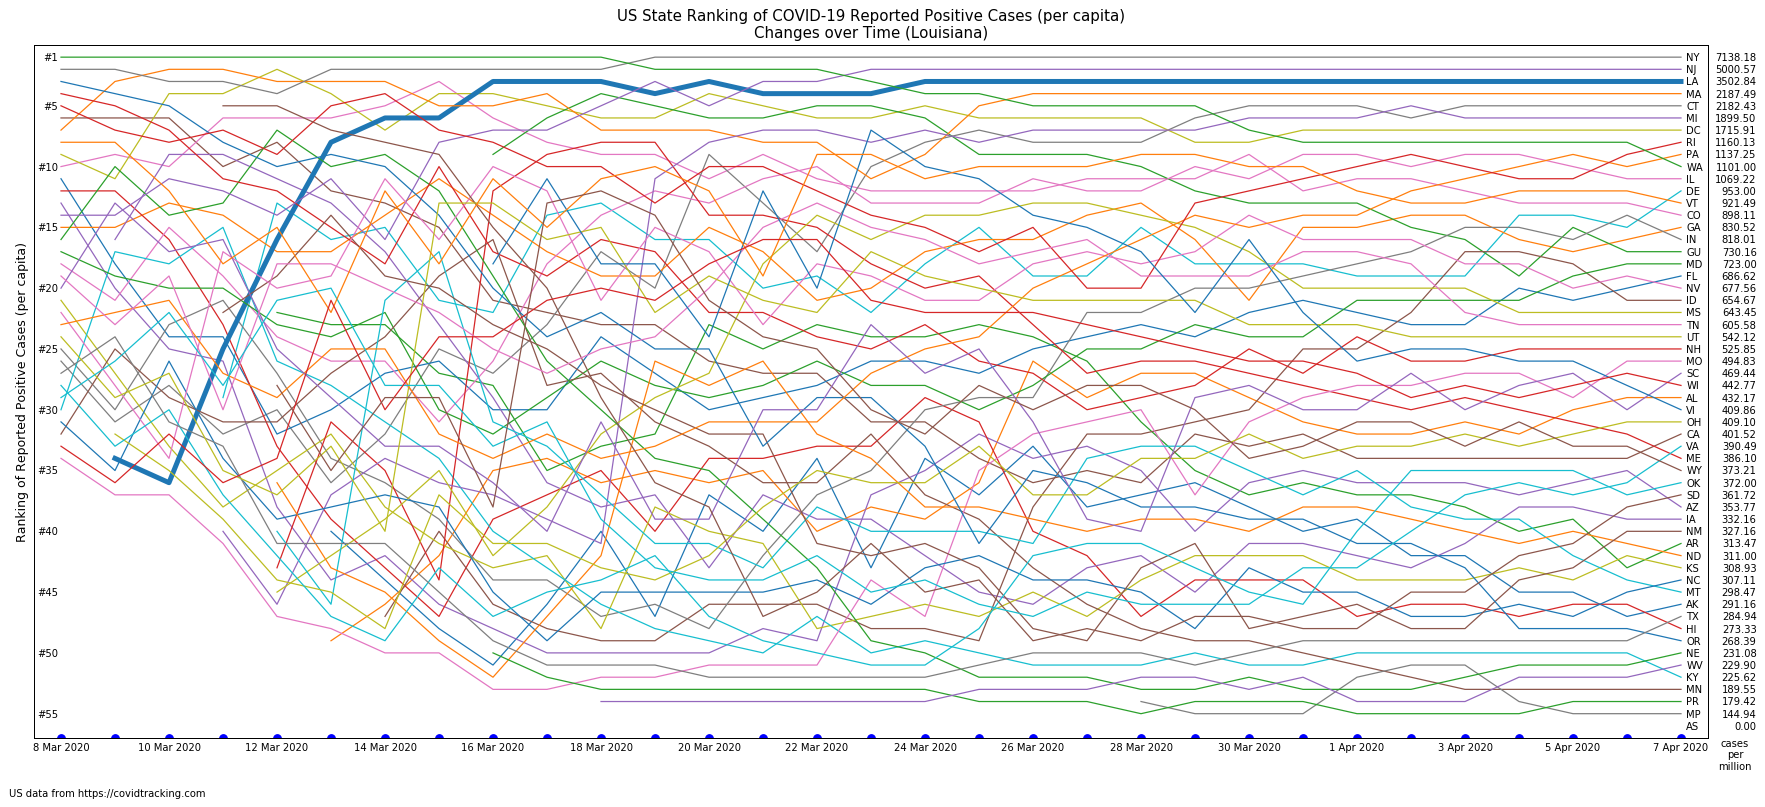 US State Ranking of COVID-19 Reported Positive Cases (per capita)
Changes over Time (Louisiana)
Ranking of Reported Positive Cases (per capita)
#1
#5
#10
#15
#20
#25
#30
#35
#40
#45
#50
#55
NY 7138.18
NJ 5000.57
LA 3502.84
MA 2187.49
CT 2182.43
MI 1899.50
DC 1715.91
RI 1160.13
PA 1137.25
WA 1101.00
IL 1069.22
DE 953.00
VT 921.49
CO 898.11
GA 830.52
IN 818.01
GU 730.16
MD 723.00
FL 686.62
NV 677.56
ID 654.67
MS 643.45
TN 605.58
UT 542.12
NH 525.85
MO 494.83
SC 469.44
WI 442.77
AL 432.17
VI 409.86
OH 409.10
CA 401.52
VA 390.49
ME 386.10
WY 373.21
OK 372.00
SD 361.72
AZ 353.77
IA 332.16
NM 327.16
AR 313.47
ND 311.00
KS 308.93
NC 307.11
MT 298.47
AK 291.16
TX 284.94
HI 273.33
OR 268.39
NE 231.08
WV 229.90
KY 225.62
MN 189.55
PR 179.42
MP 144.94
AS 0.00
8 Mar 2020 10 Mar 2020 12 Mar 2020 14 Mar 2020 16 Mar 2020 18 Mar 2020 20 Mar 2020 22 Mar 2020 24 Mar 2020 26 Mar 2020 28 Mar 2020 30 Mar 2020 1 Apr 2020 3 Apr 2020 5 Apr 2020 7 Apr 2020
cases
per
million
US data from https://covidtracking.com